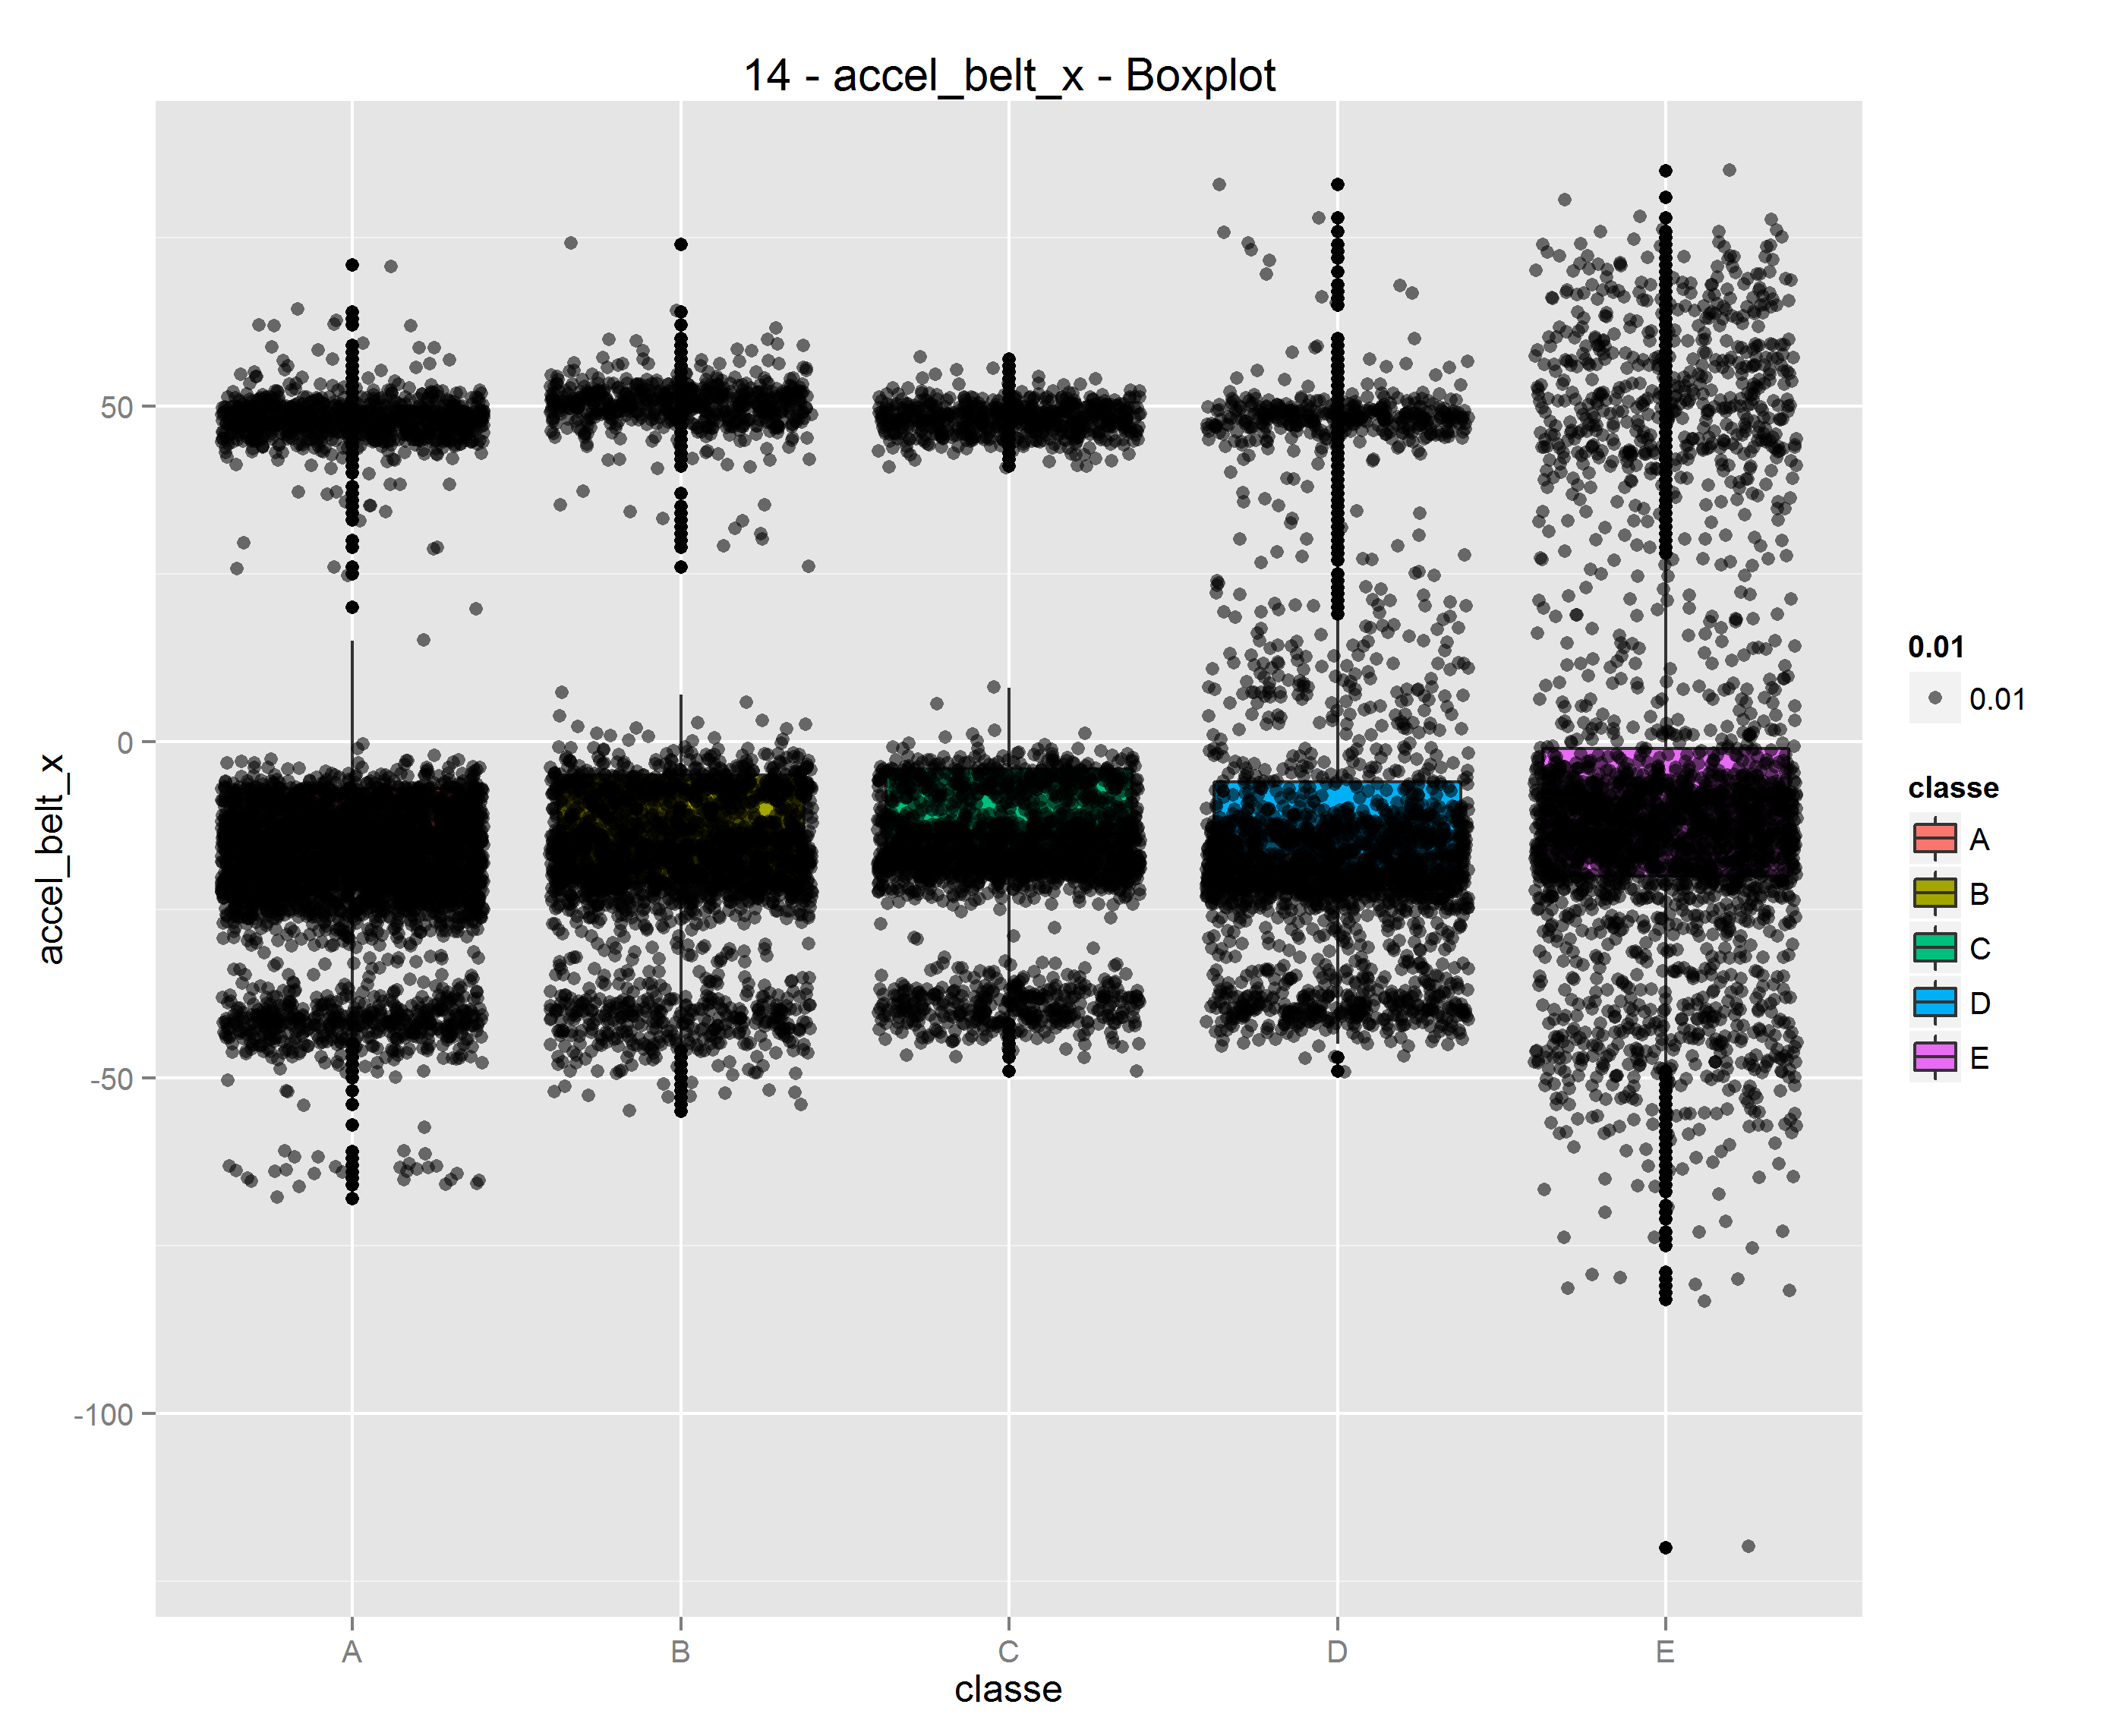 14 - accel_belt_x - Boxplot
accel_belt_x
50
0
-50
-100
A
B
C
D
E
classe
0.01
0.01
classe
A
B
C
D
E